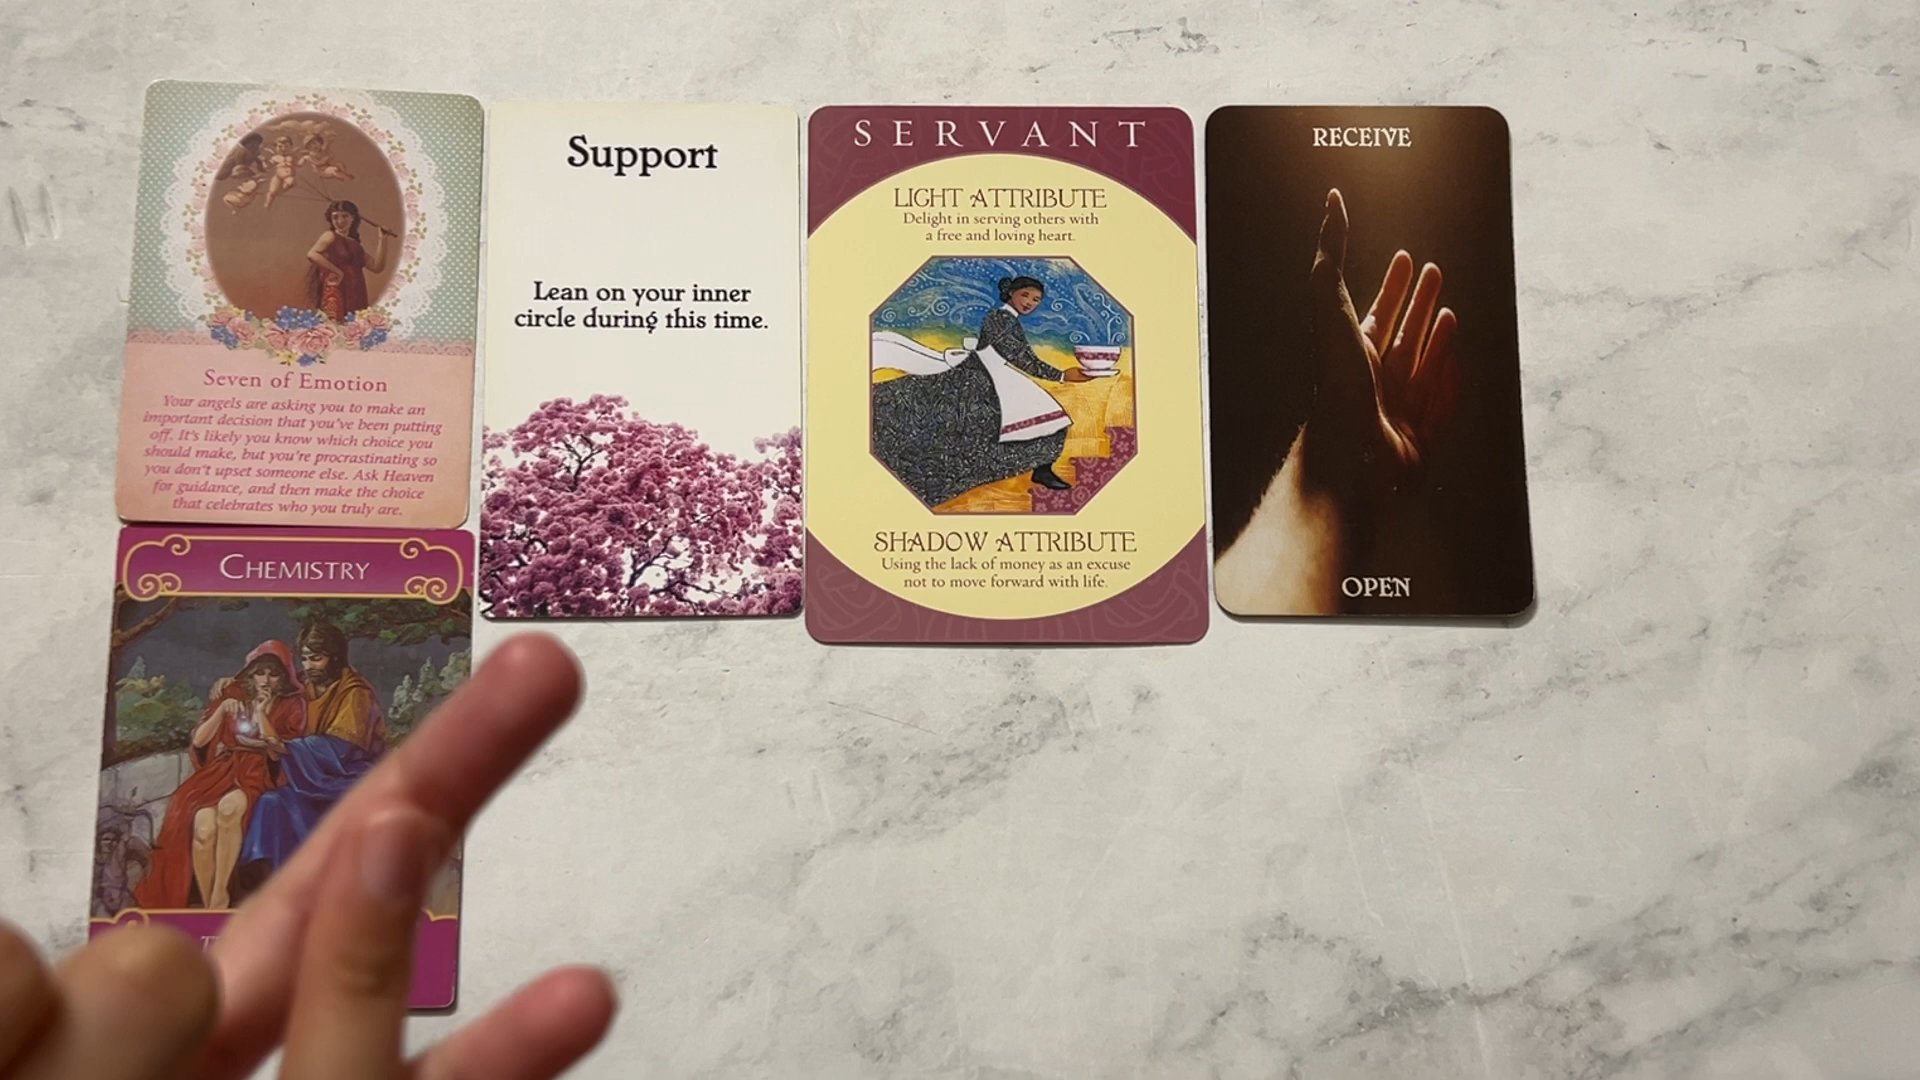 Seven of Emotion
Your angels are asking you to make an
important decision that you've been putting
off. It's likely you know which choice you
should make, but you're procrastinating so
you don't upset someone else. Ask Heaven
for guidance, and then make the choice
that celebrates who you truly are.
CHEMISTRY
Support
Lean on your inner
circle during this time.
SERVANT
LIGHT ATTRIBUTE
Delight in serving others with
a free and loving heart.
SHADOW ATTRIBUTE
Using the lack of money as an excuse
not to move forward with life.
RECEIVE
OPEN